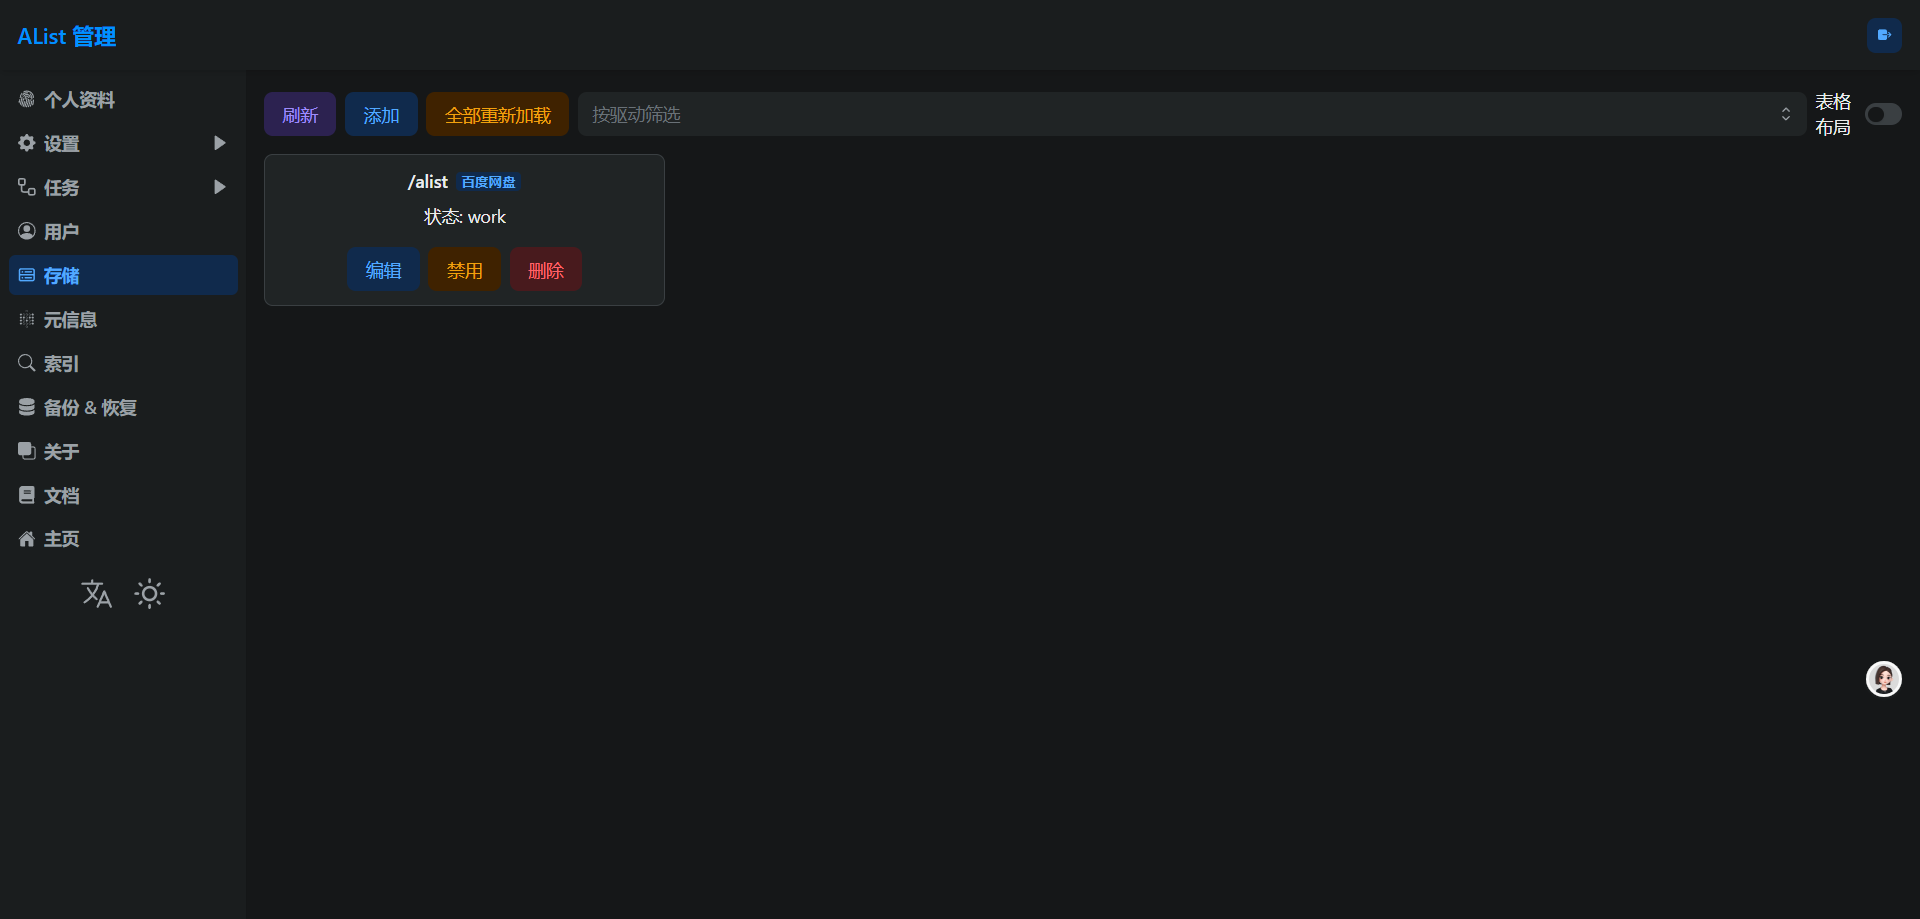 AList 管理
个人资料
设置
任务
用户
存储
元信息
索引
备份 & 恢复
关于
文档
主页
刷新
添加
全部重新加载
按驱动筛选
表格
布局
/alist 百度网盘
状态: work
编辑
禁用
删除